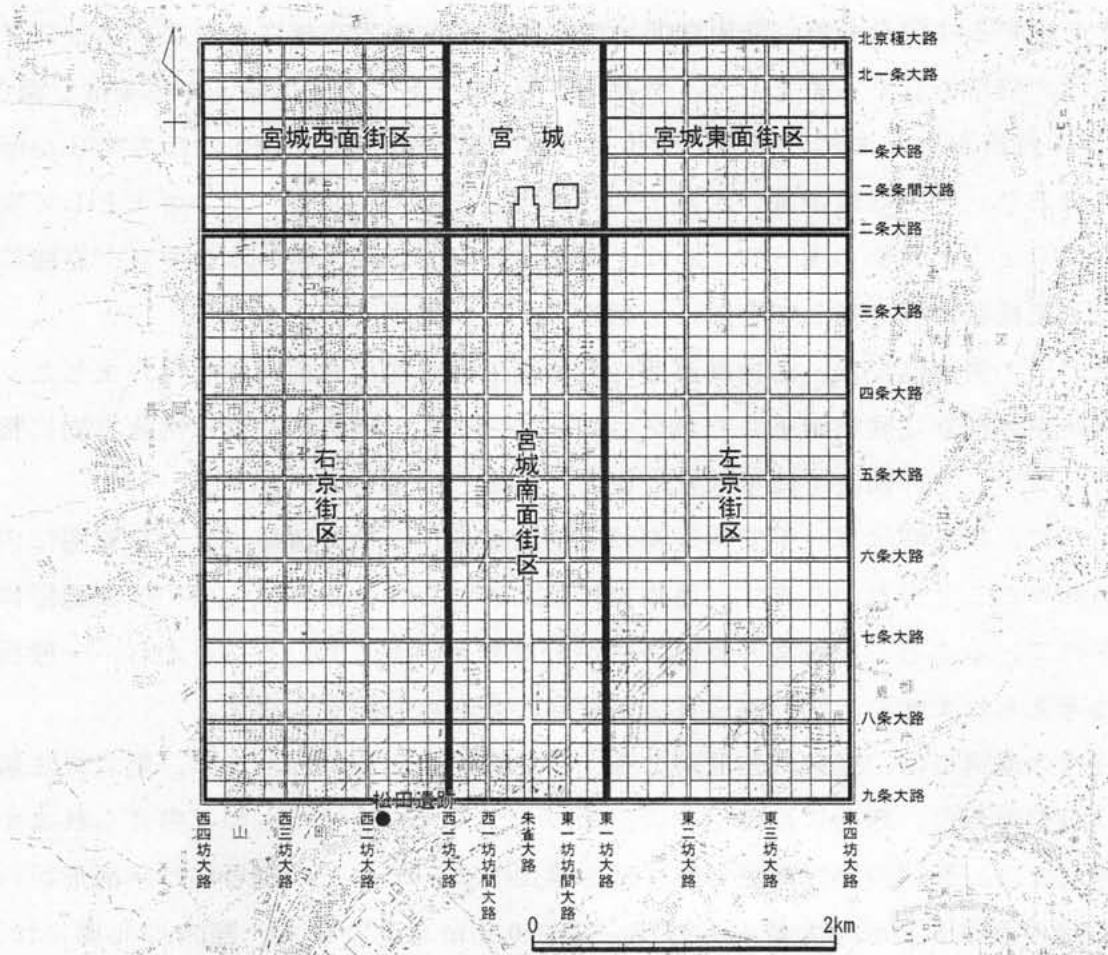 北京極大路
北一条大路
宮城西面街区
宮 城
宮城東面街区
一条大路
二条条間大路
二条大路
三条大路
四条大路
右京街区
宮城南面街区
左京街区
五条大路
六条大路
七条大路
八条大路
九条大路
松田遺跡
山
西四坊大路
西三坊大路
西二坊大路
西一坊大路
西一坊坊間大路
朱雀大路
東一坊坊間大路
東一坊大路
東二坊大路
東三坊大路
東四坊大路
0
2km